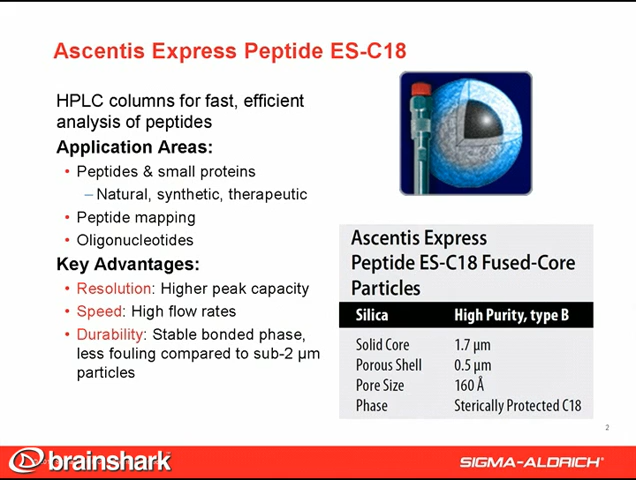 Ascentis Express Peptide ES-C18
HPLC columns for fast, efficient
analysis of peptides
Application Areas:
• Peptides & small proteins
– Natural, synthetic, therapeutic
• Peptide mapping
• Oligonucleotides
Key Advantages:
• Resolution: Higher peak capacity
• Speed: High flow rates
• Durability: Stable bonded phase,
less fouling compared to sub-2 µm
particles
Ascentis Express
Peptide ES-C18 Fused-Core
Particles
Silica High Purity, type B
Solid Core 1.7 µm
Porous Shell 0.5 µm
Pore Size 160 Å
Phase Sterically Protected C18
2
brainshark
SIGMA-ALDRICH®